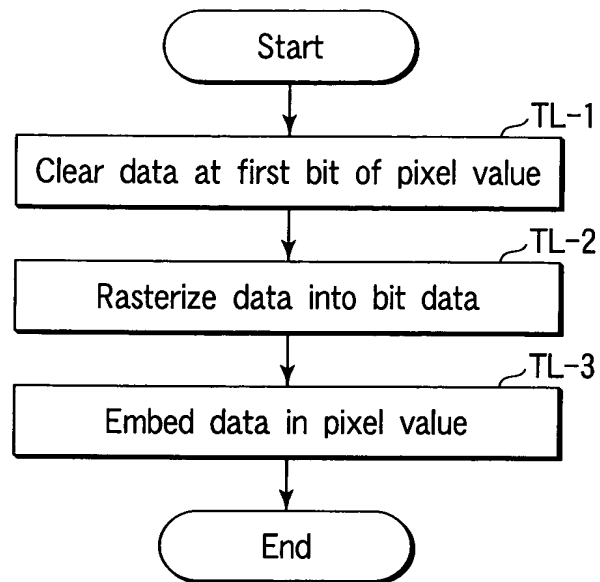 Start
TL-1
Clear data at first bit of pixel value
TL-2
Rasterize data into bit data
TL-3
Embed data in pixel value
End